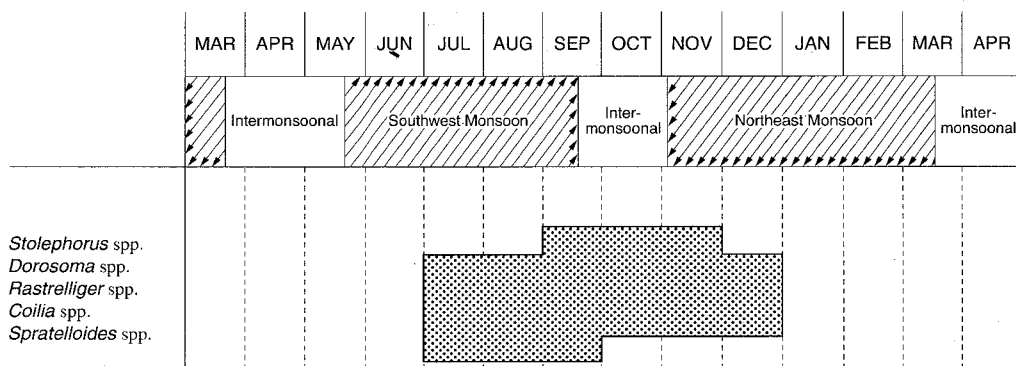 MAR APR MAY JUN JUL AUG SEP OCT NOV DEC JAN FEB MAR APR
Intermonsoonal Southwest Monsoon Inter-
monsoonal Northeast Monsoon Inter-
monsoonal
Stolephorus spp.
Dorosoma spp.
Rastrelliger spp.
Coilia spp.
Spratelloides spp.